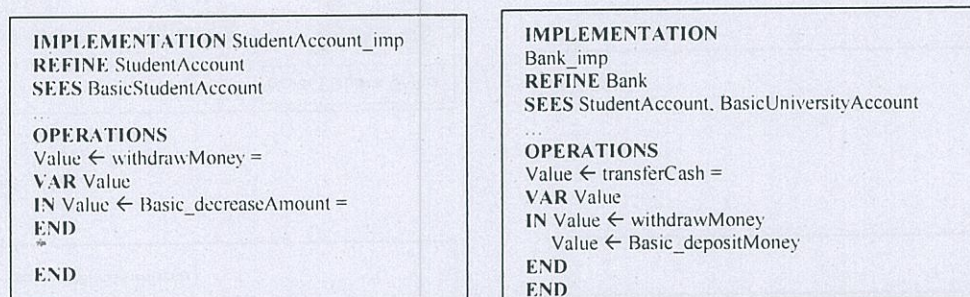 IMPLEMENTATION StudentAccount_imp
REFINE StudentAccount
SEES BasicStudentAccount
...
OPERATIONS
Value ← withdrawMoney =
VAR Value
IN Value ← Basic_decreaseAmount =
END
END
IMPLEMENTATION
Bank_imp
REFINE Bank
SEES StudentAccount, BasicUniversityAccount
...
OPERATIONS
Value ← transferCash =
VAR Value
IN Value ← withdrawMoney
Value ← Basic_depositMoney
END
END